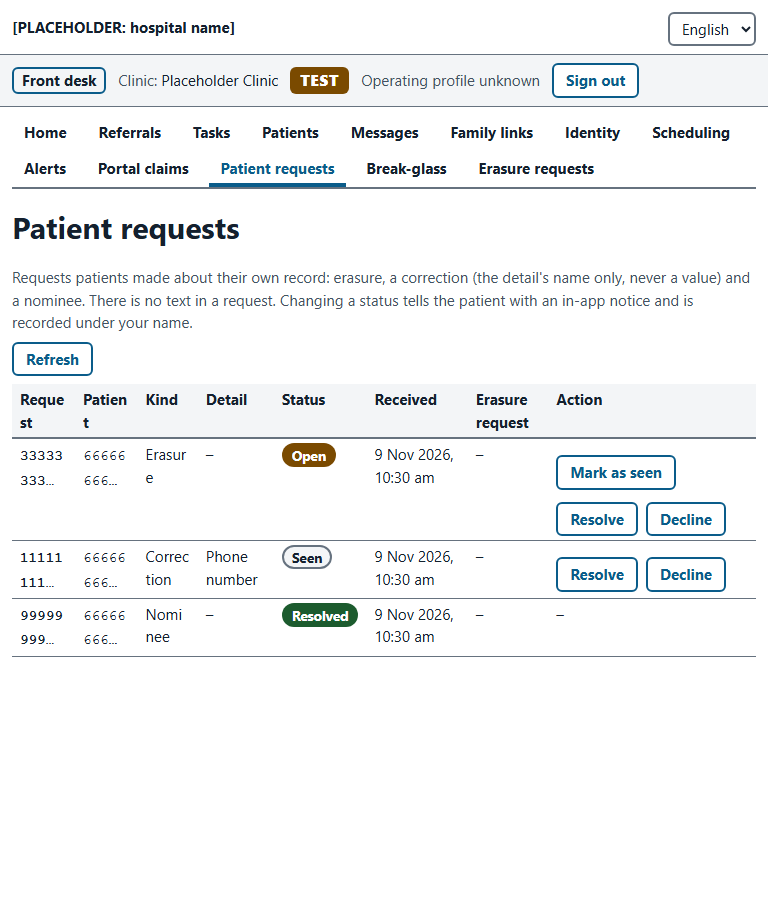 [PLACEHOLDER: hospital name]
English
Front desk Clinic: Placeholder Clinic TEST Operating profile unknown Sign out
Home Referrals Tasks Patients Messages Family links Identity Scheduling
Alerts Portal claims Patient requests Break-glass Erasure requests
Patient requests
Requests patients made about their own record: erasure, a correction (the detail's name only, never a value) and
a nominee. There is no text in a request. Changing a status tells the patient with an in-app notice and is
recorded under your name.
Refresh
Reque Patien Kind Detail Status Received Erasure Action
st t request
33333 66666 Erasur – Open 9 Nov 2026, –
333… 666… e 10:30 am
Mark as seen
Resolve Decline
11111 66666 Correc Phone Seen 9 Nov 2026, –
111… 666… tion number 10:30 am
Resolve Decline
99999 66666 Nomi – Resolved 9 Nov 2026, – –
999… 666… nee 10:30 am